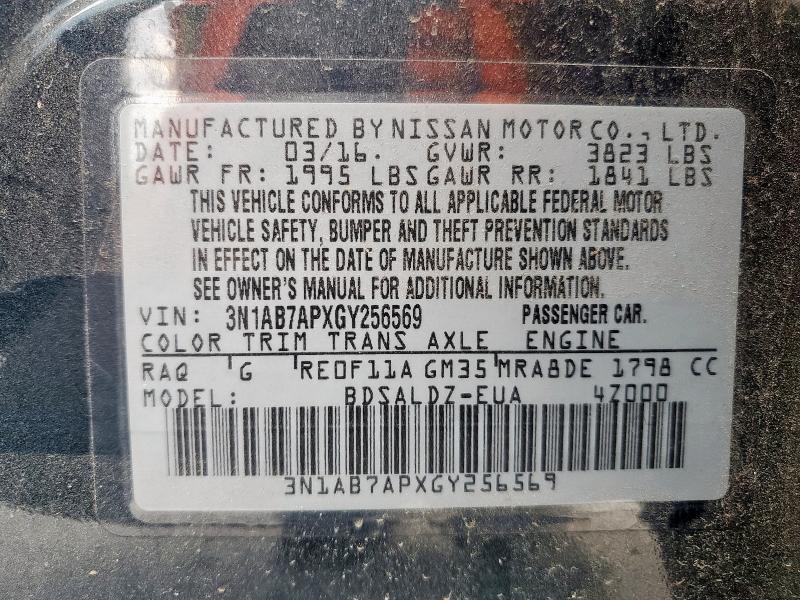 MANUFACTURED BY NISSAN MOTOR CO., LTD.
DATE: 03/16. GVWR: 3823 LBS
GAWR FR: 1995 LBS GAWR RR: 1841 LBS
THIS VEHICLE CONFORMS TO ALL APPLICABLE FEDERAL MOTOR
VEHICLE SAFETY, BUMPER AND THEFT PREVENTION STANDARDS
IN EFFECT ON THE DATE OF MANUFACTURE SHOWN ABOVE.
SEE OWNER'S MANUAL FOR ADDITIONAL INFORMATION.
VIN: 3N1AB7APXGY256569 PASSENGER CAR.
COLOR TRIM TRANS AXLE ENGINE
RAQ G RE0F11A GM35 MRA8DE 1798 CC
MODEL: BDSALDZ-EUA 4Z000
3N1AB7APXGY256569